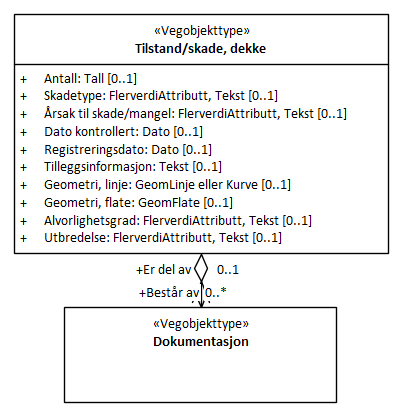 «Vegobjekttype»
Tilstand/skade, dekke
+ Antall: Tall [0..1]
+ Skadetype: FlerverdiAttributt, Tekst [0..1]
+ Årsak til skade/mangel: FlerverdiAttributt, Tekst [0..1]
+ Dato kontrollert: Dato [0..1]
+ Registreringsdato: Dato [0..1]
+ Tilleggsinformasjon: Tekst [0..1]
+ Geometri, linje: GeomLinje eller Kurve [0..1]
+ Geometri, flate: GeomFlate [0..1]
+ Alvorlighetsgrad: FlerverdiAttributt, Tekst [0..1]
+ Utbredelse: FlerverdiAttributt, Tekst [0..1]
+Er del av 0..1
+Består av 0..*
«Vegobjekttype»
Dokumentasjon